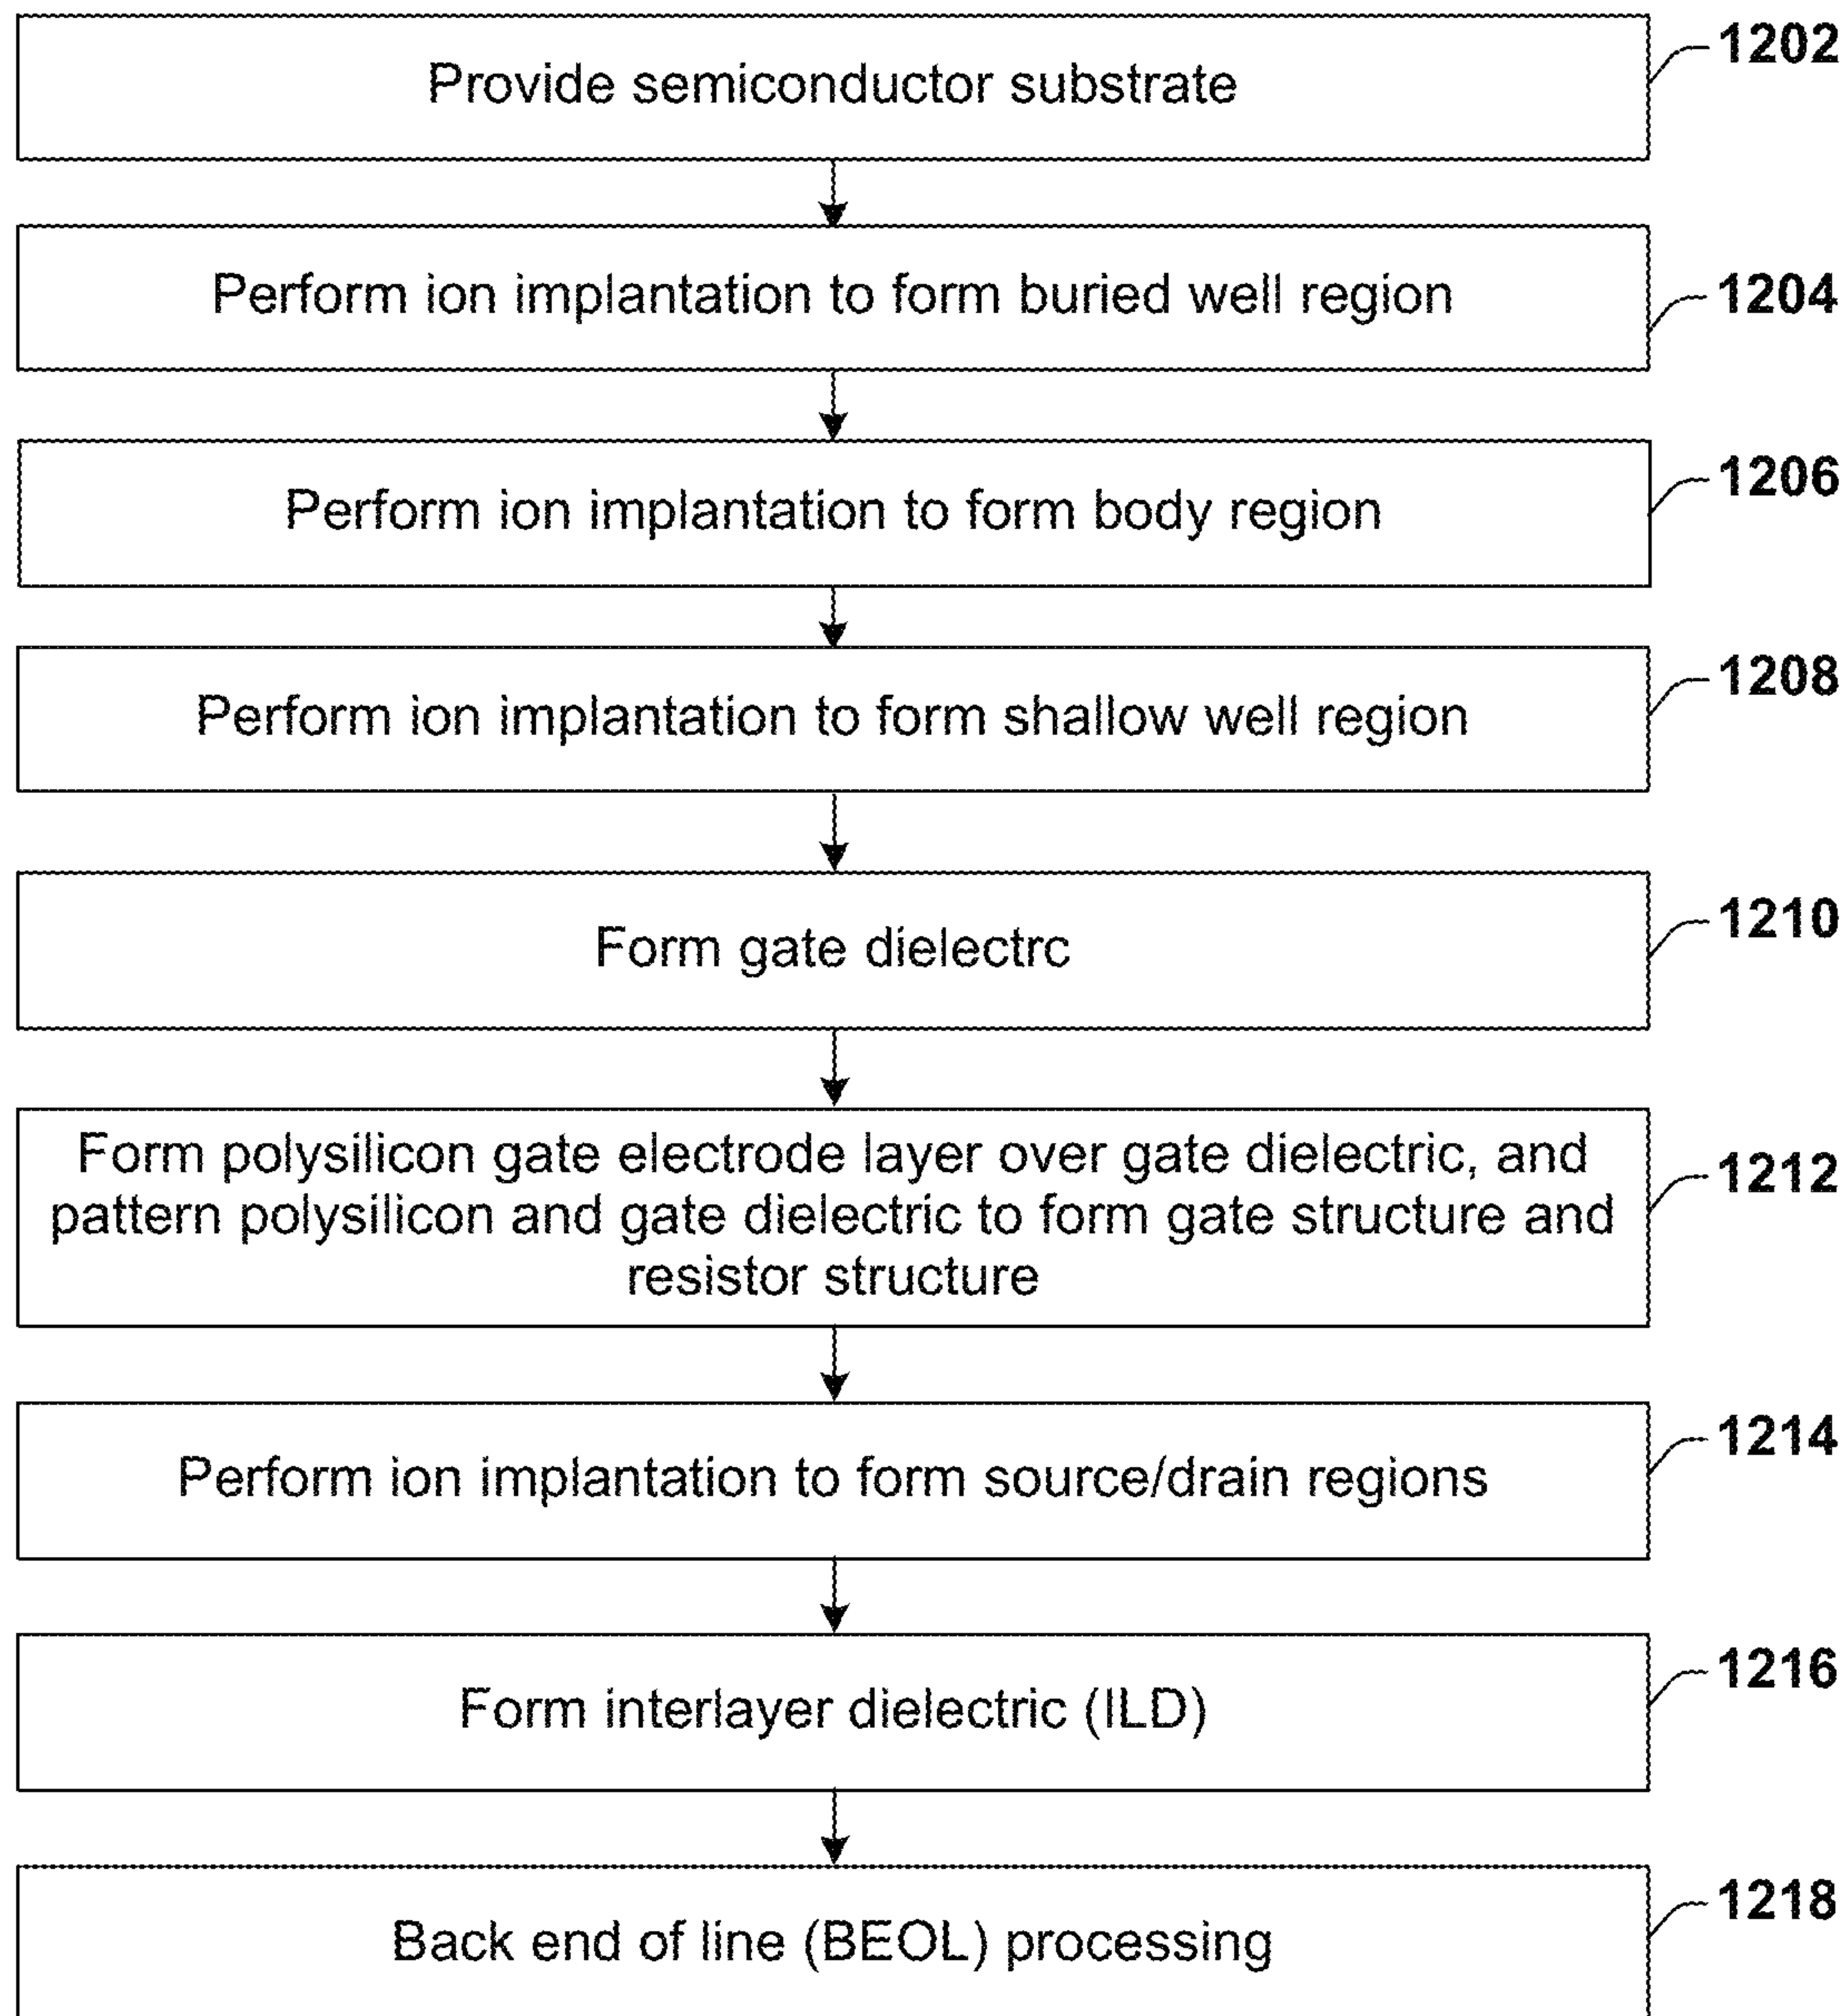 Provide semiconductor substrate
1202
Perform ion implantation to form buried well region
1204
Perform ion implantation to form body region
1206
Perform ion implantation to form shallow well region
1208
Form gate dielectrc
1210
Form polysilicon gate electrode layer over gate dielectric, and
pattern polysilicon and gate dielectric to form gate structure and
resistor structure
1212
Perform ion implantation to form source/drain regions
1214
Form interlayer dielectric (ILD)
1216
Back end of line (BEOL) processing
1218